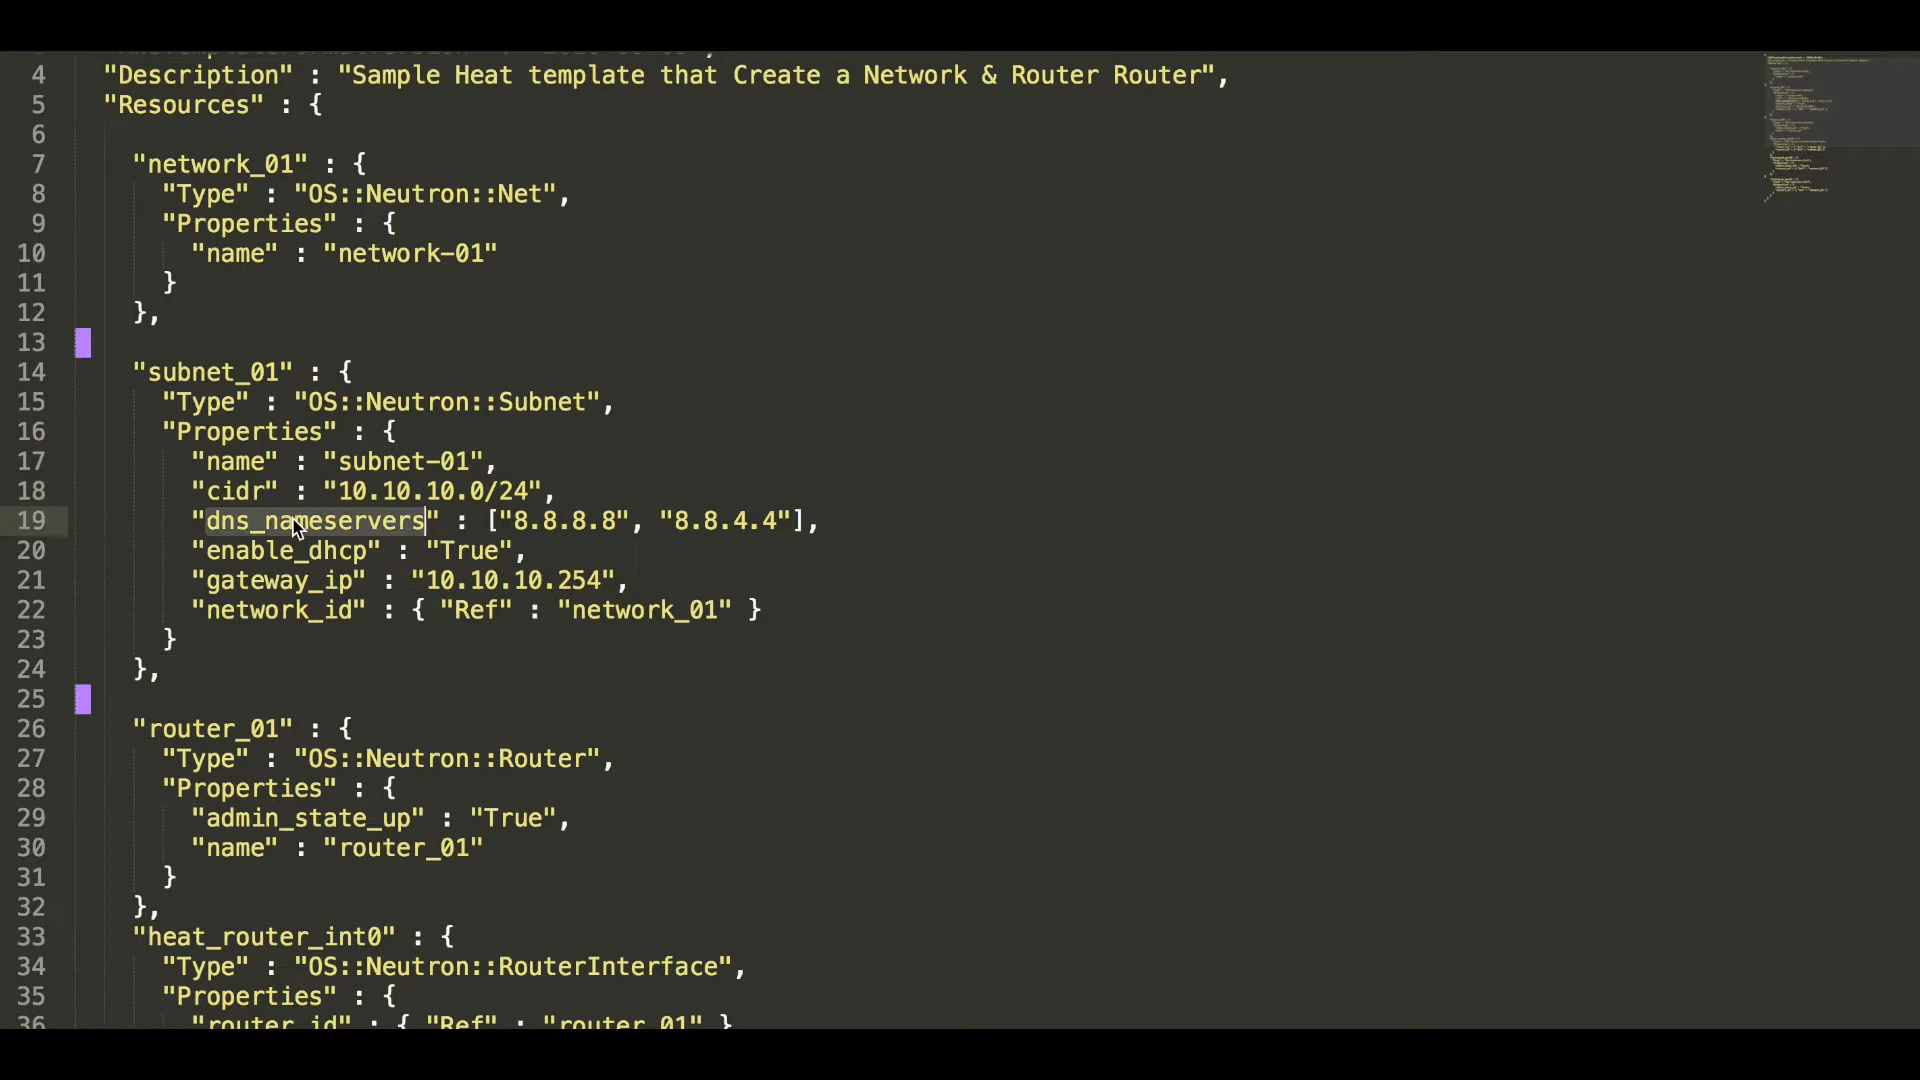 4 "Description" : "Sample Heat template that Create a Network & Router Router",
5 "Resources" : {
6
7 "network_01" : {
8 "Type" : "OS::Neutron::Net",
9 "Properties" : {
10 "name" : "network-01"
11 }
12 },
13
14 "subnet_01" : {
15 "Type" : "OS::Neutron::Subnet",
16 "Properties" : {
17 "name" : "subnet-01",
18 "cidr" : "10.10.10.0/24",
19 "dns_nameservers" : ["8.8.8.8", "8.8.4.4"],
20 "enable_dhcp" : "True",
21 "gateway_ip" : "10.10.10.254",
22 "network_id" : { "Ref" : "network_01" }
23 }
24 },
25
26 "router_01" : {
27 "Type" : "OS::Neutron::Router",
28 "Properties" : {
29 "admin_state_up" : "True",
30 "name" : "router_01"
31 }
32 },
33 "heat_router_int0" : {
34 "Type" : "OS::Neutron::RouterInterface",
35 "Properties" : {
36 "router_id" : { "Ref" : "router_01" }